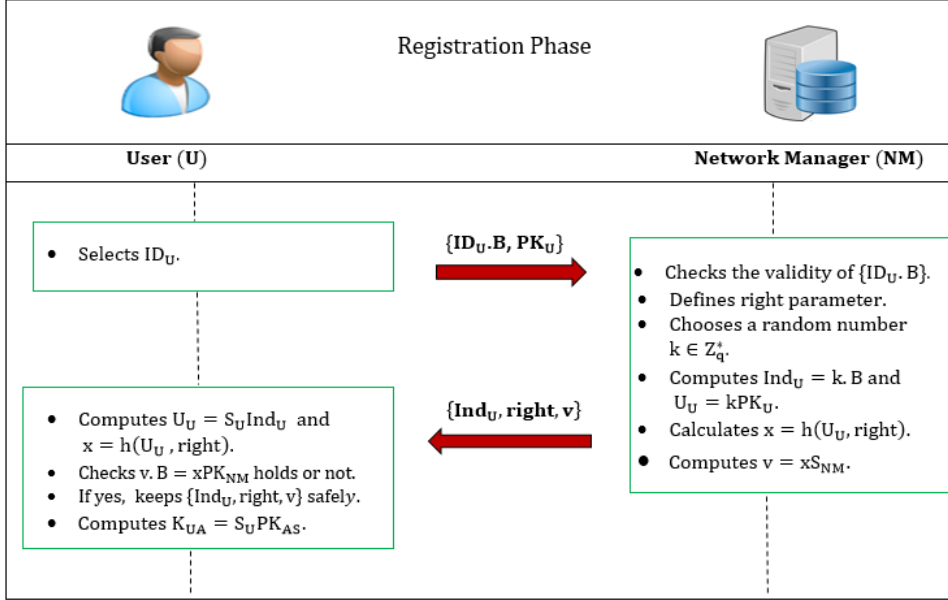 Registration Phase
User (U)
Network Manager (NM)
• Selects ID_U.
{ID_U.B, PK_U}
• Checks the validity of {ID_U. B}.
• Defines right parameter.
• Chooses a random number
k ∈ Z_q^*.
• Computes Ind_U = k. B and
U_U = kPK_U.
• Calculates x = h(U_U, right).
• Computes v = xS_NM.
{Ind_U, right, v}
• Computes U_U = S_U Ind_U and
x = h(U_U , right).
• Checks v. B = xPK_NM holds or not.
• If yes, keeps {Ind_U, right, v} safely.
• Computes K_UA = S_U PK_AS.